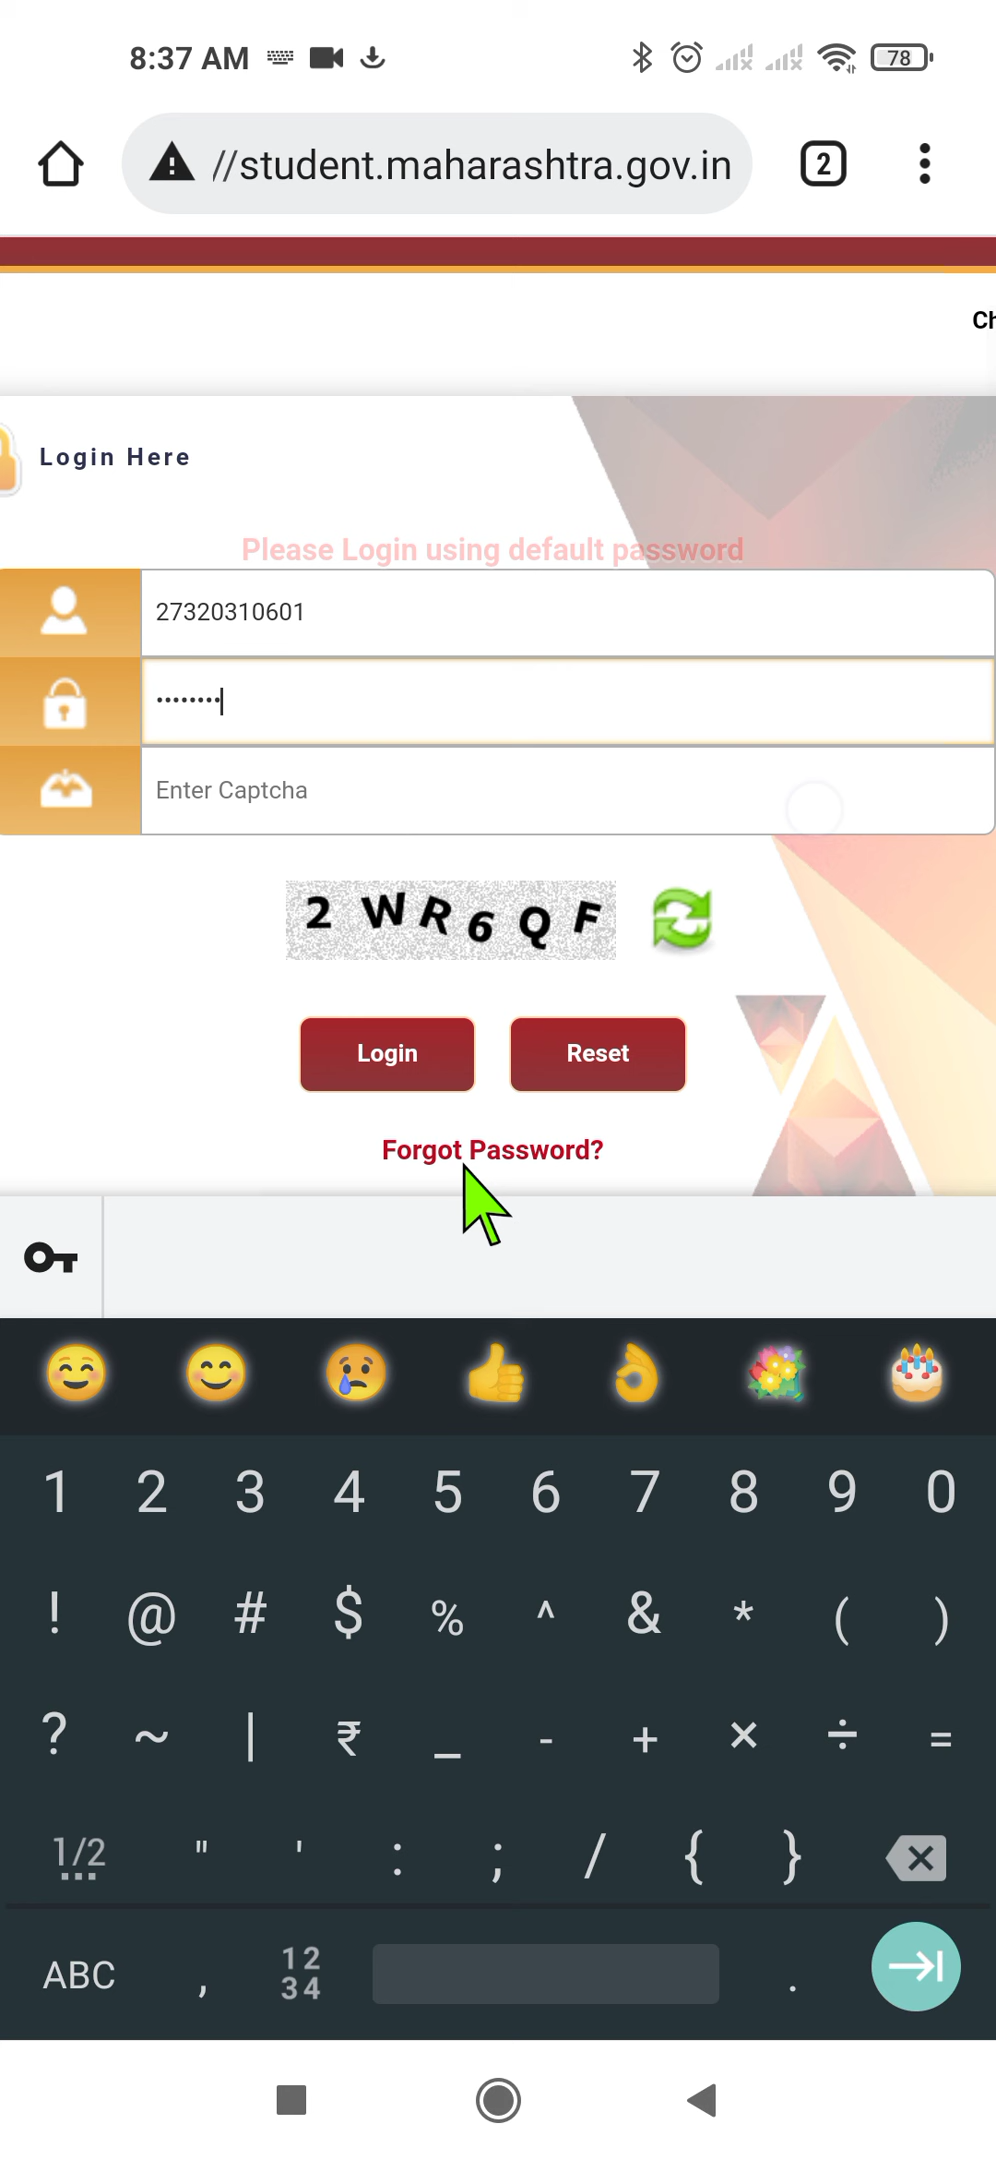 8:37 AM 78
//student.maharashtra.gov.in 2
Ch
Login Here
Please Login using default password
27320310601
••••••••
Enter Captcha
2 W R 6 Q F
Login Reset
Forgot Password?
1 2 3 4 5 6 7 8 9 0
! @ # $ % ^ & * ( )
? ~ | ₹ _ - + × ÷ =
1/2 " ' : ; / { }
ABC , 12 34 .